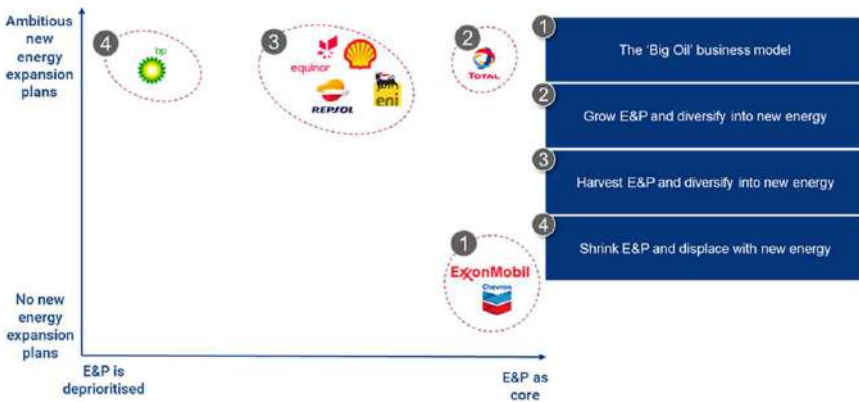 Ambitious
new
energy
expansion
plans
4
bp
3
equinor
REPSOL
eni
2
TOTAL
1
ExxonMobil
Chevron
No new
energy
expansion
plans
E&P is
deprioritised
E&P as
core
1
The 'Big Oil' business model
2
Grow E&P and diversify into new energy
3
Harvest E&P and diversify into new energy
4
Shrink E&P and displace with new energy